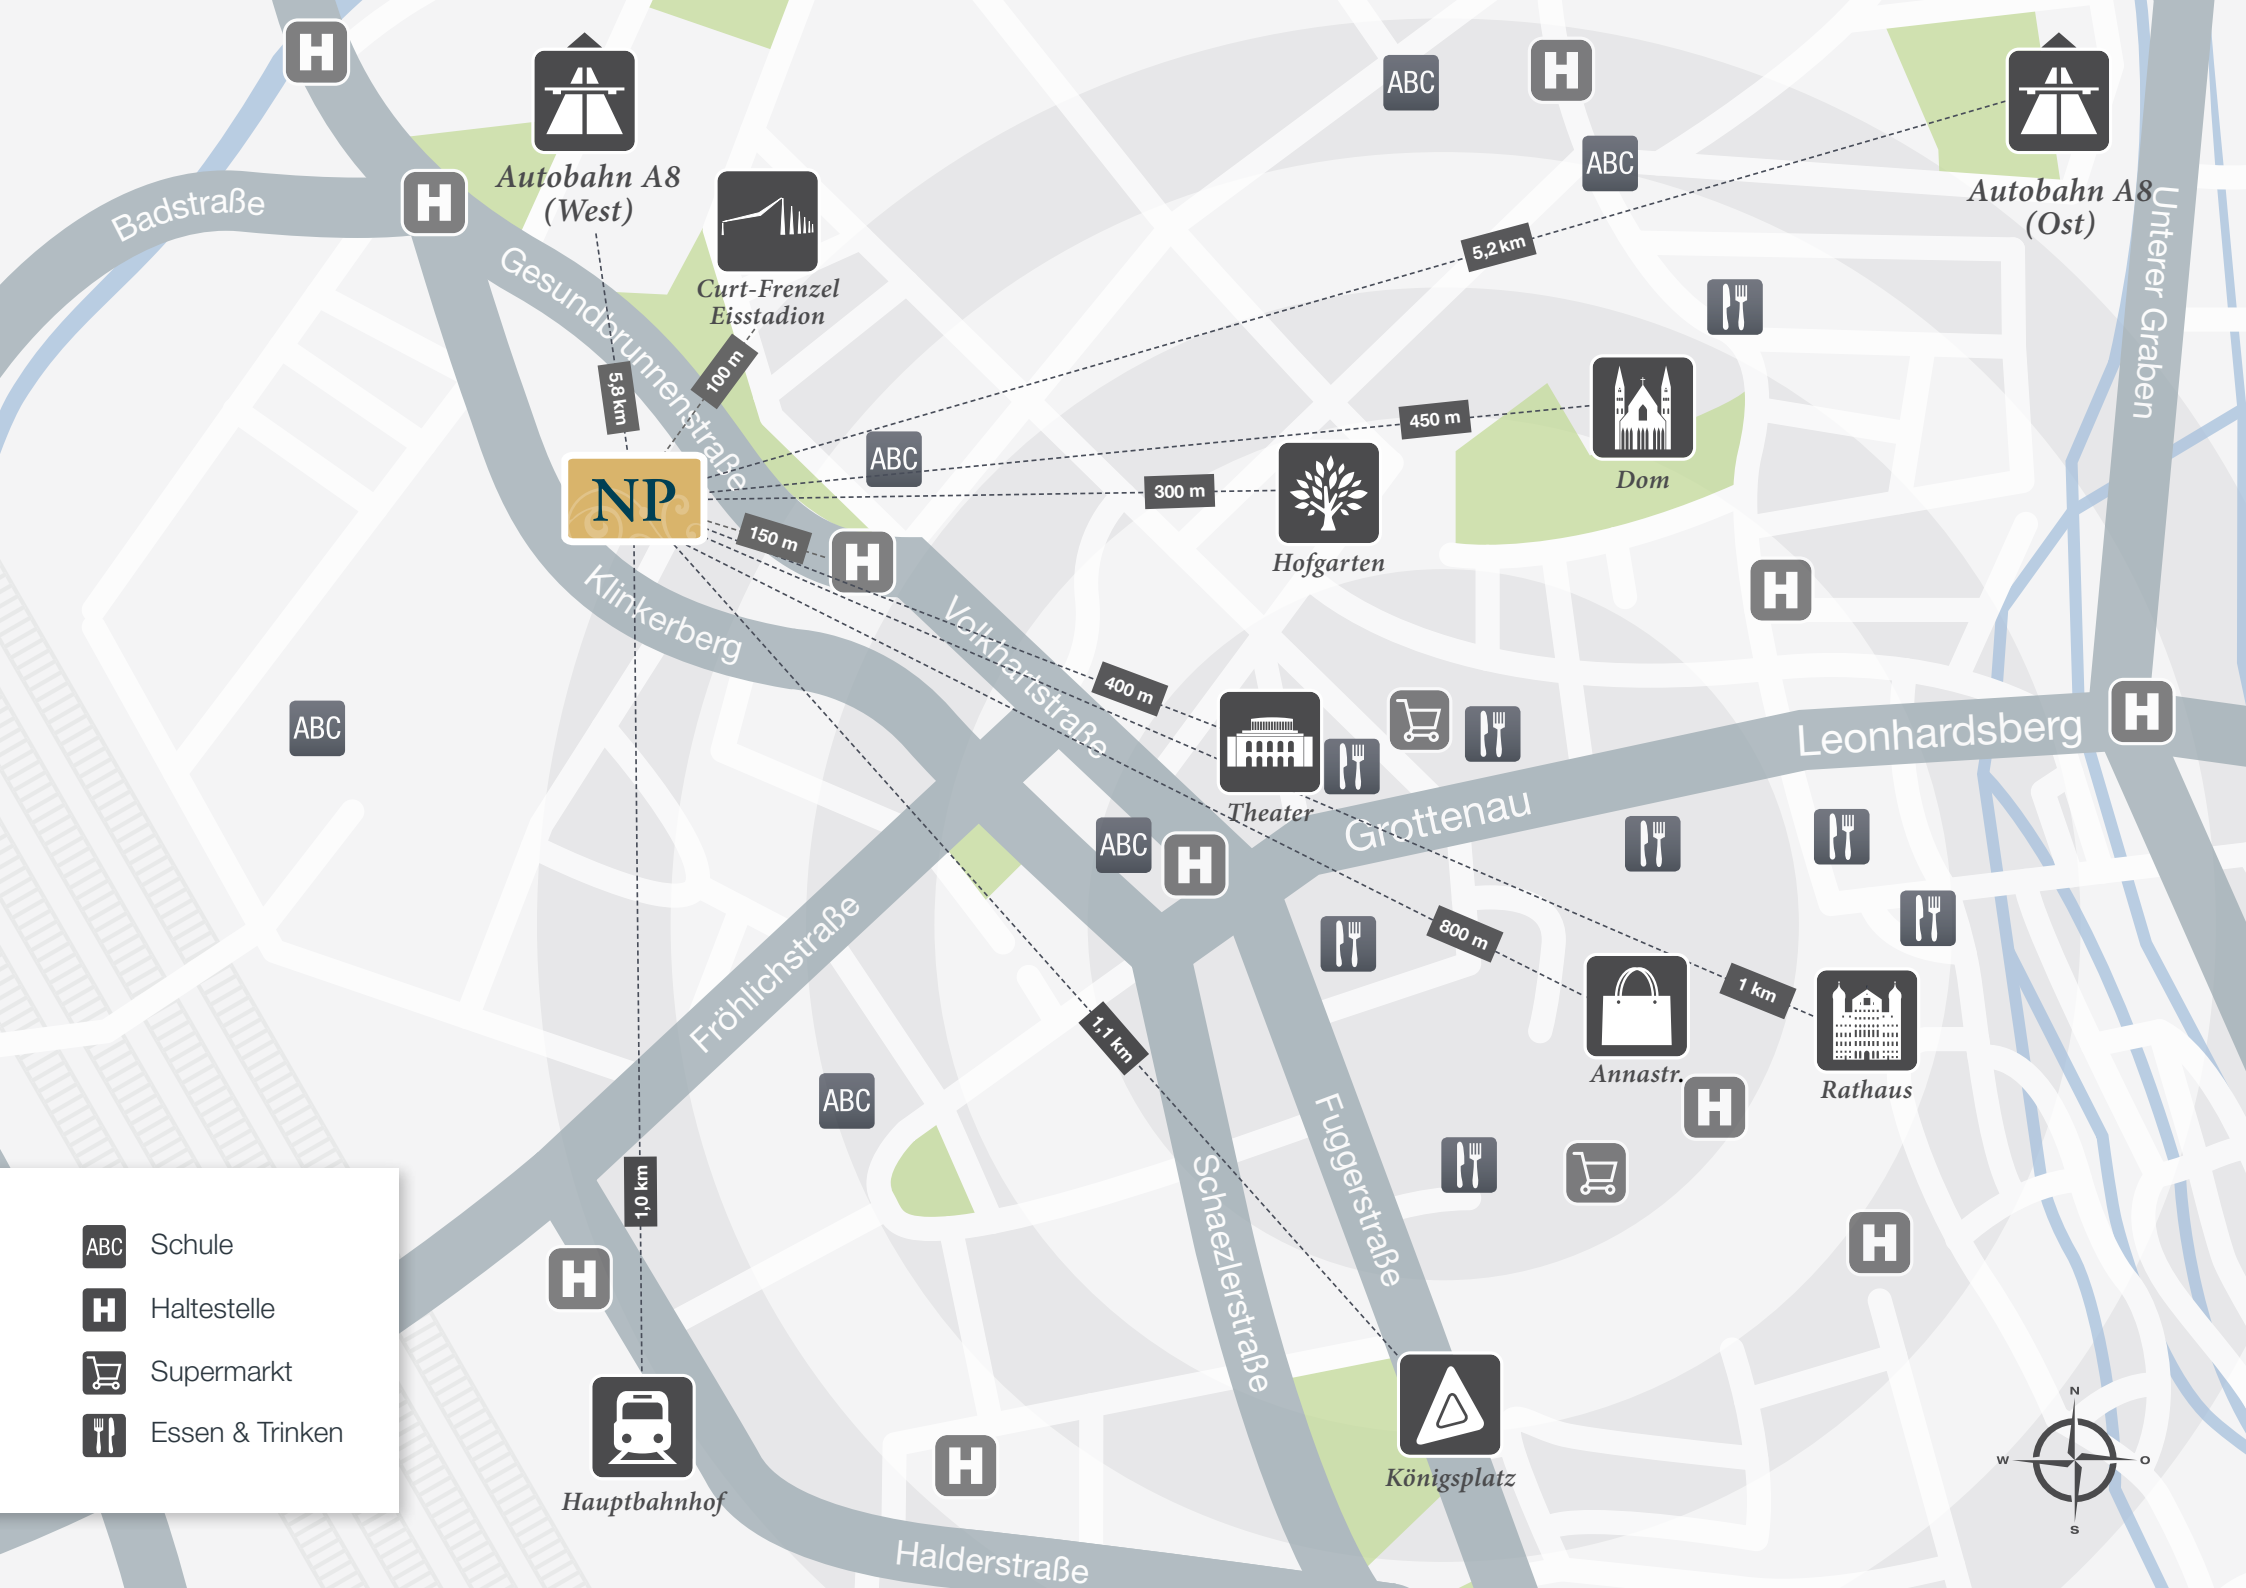 H
Autobahn A8
(West)
ABC
H
ABC
Autobahn A8
(Ost)
Badstraße
H
Curt-Frenzel
Eisstadion
Gesundbrunnenstraße
5,2 km
Unterer Graben
5,8 km
100 m
450 m
Dom
ABC
NP
300 m
Hofgarten
150 m
H
H
Klinkerberg
Volkhartstraße
400 m
ABC
Theater
Leonhardsberg
H
Grottenau
ABC
H
Fröhlichstraße
800 m
1 km
1,1 km
Annastr.
H
Rathaus
ABC
Fuggerstraße
Schaezlerstraße
1,0 km
H
H
Hauptbahnhof
H
Königsplatz
Halderstraße
ABC Schule
H Haltestelle
Supermarkt
Essen & Trinken
N
W O
S